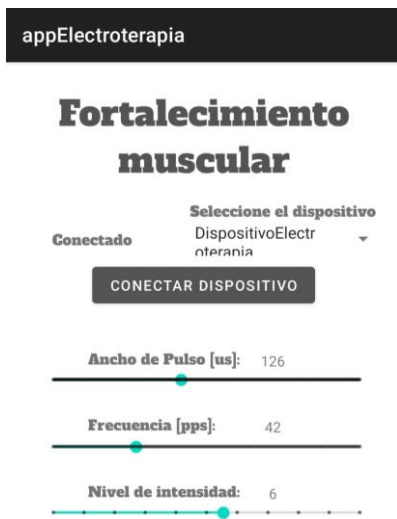 appElectroterapia
Fortalecimiento
muscular
Seleccione el dispositivo
Conectado
DispositivoElectr
oterapia
CONECTAR DISPOSITIVO
Ancho de Pulso [us]: 126
Frecuencia [pps]: 42
Nivel de intensidad: 6